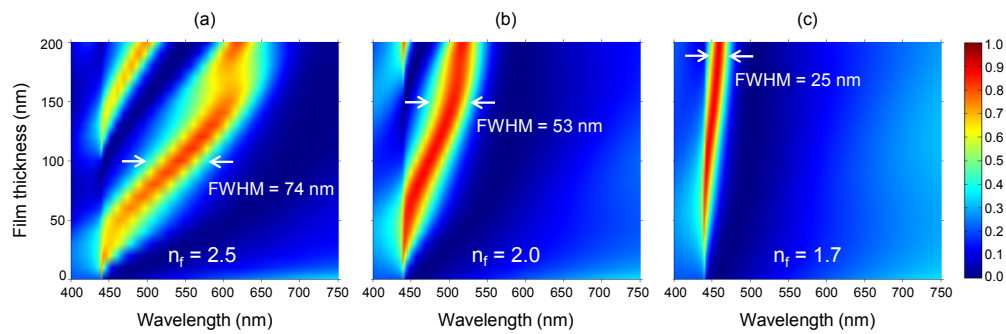 (a)
(b)
(c)
Film thickness (nm)
200
150
100
50
0
FWHM = 74 nm
n_f = 2.5
400 450 500 550 600 650 700 750
Wavelength (nm)
FWHM = 53 nm
n_f = 2.0
400 450 500 550 600 650 700 750
Wavelength (nm)
FWHM = 25 nm
n_f = 1.7
400 450 500 550 600 650 700 750
Wavelength (nm)
1.0
0.9
0.8
0.7
0.6
0.5
0.4
0.3
0.2
0.1
0.0